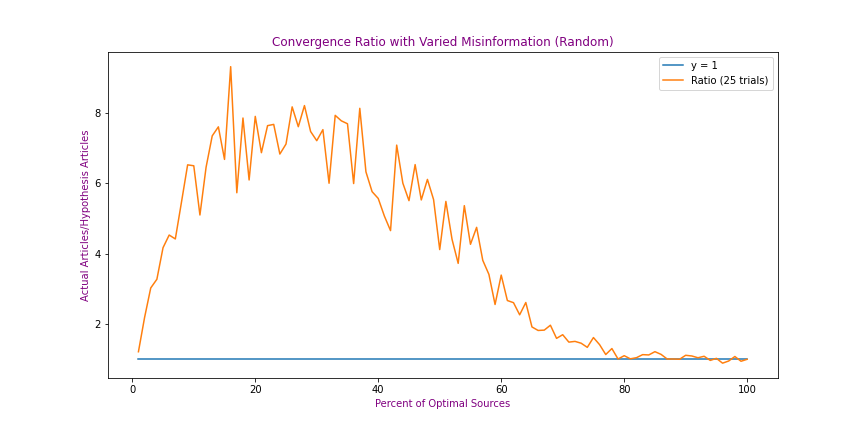 Convergence Ratio with Varied Misinformation (Random)
y = 1
Ratio (25 trials)
Actual Articles/Hypothesis Articles
8
6
4
2
0 20 40 60 80 100
Percent of Optimal Sources